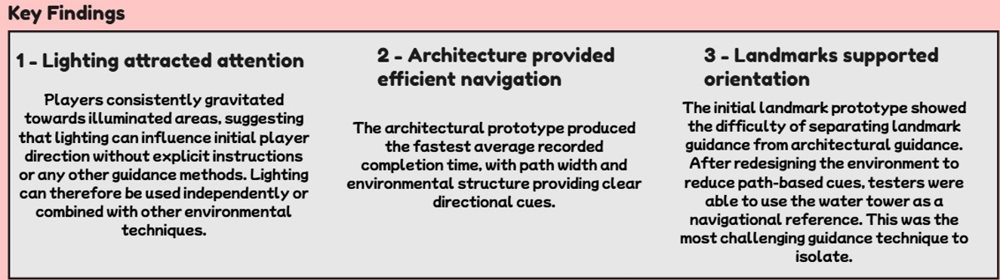 Key Findings
1 - Lighting attracted attention
Players consistently gravitated
towards illuminated areas, suggesting
that lighting can influence initial player
direction without explicit instructions
or any other guidance methods. Lighting
can therefore be used independently or
combined with other environmental
techniques.
2 - Architecture provided
efficient navigation
The architectural prototype produced
the fastest average recorded
completion time, with path width and
environmental structure providing clear
directional cues.
3 - Landmarks supported
orientation
The initial landmark prototype showed
the difficulty of separating landmark
guidance from architectural guidance.
After redesigning the environment to
reduce path-based cues, testers were
able to use the water tower as a
navigational reference. This was the
most challenging guidance technique to
isolate.